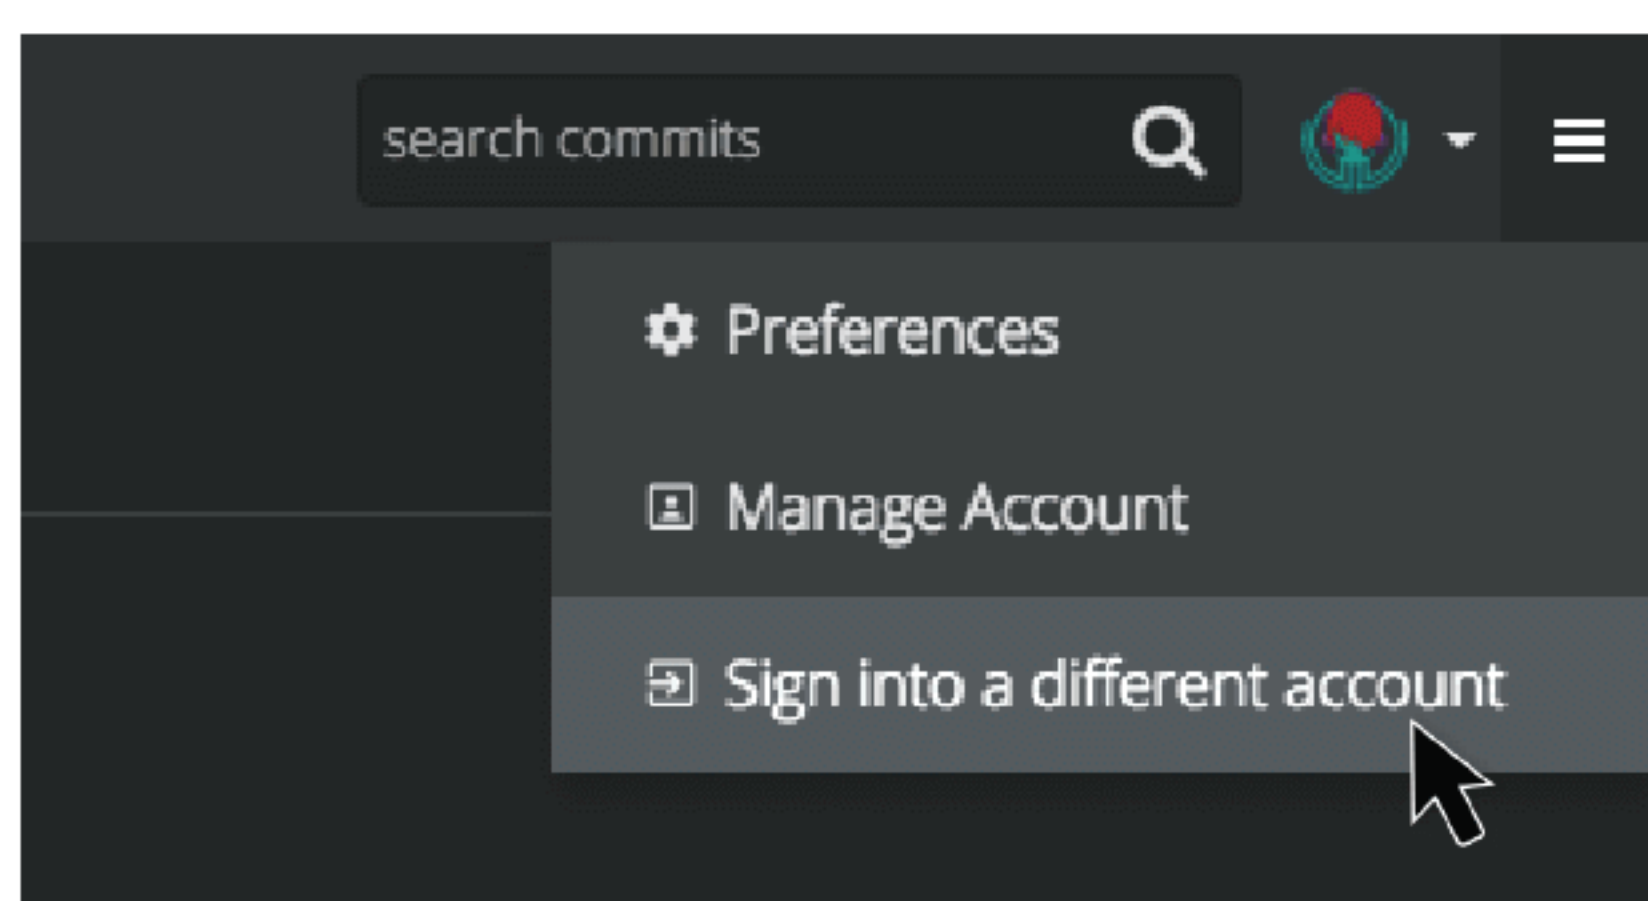 search commits
Preferences
Manage Account
Sign into a different account